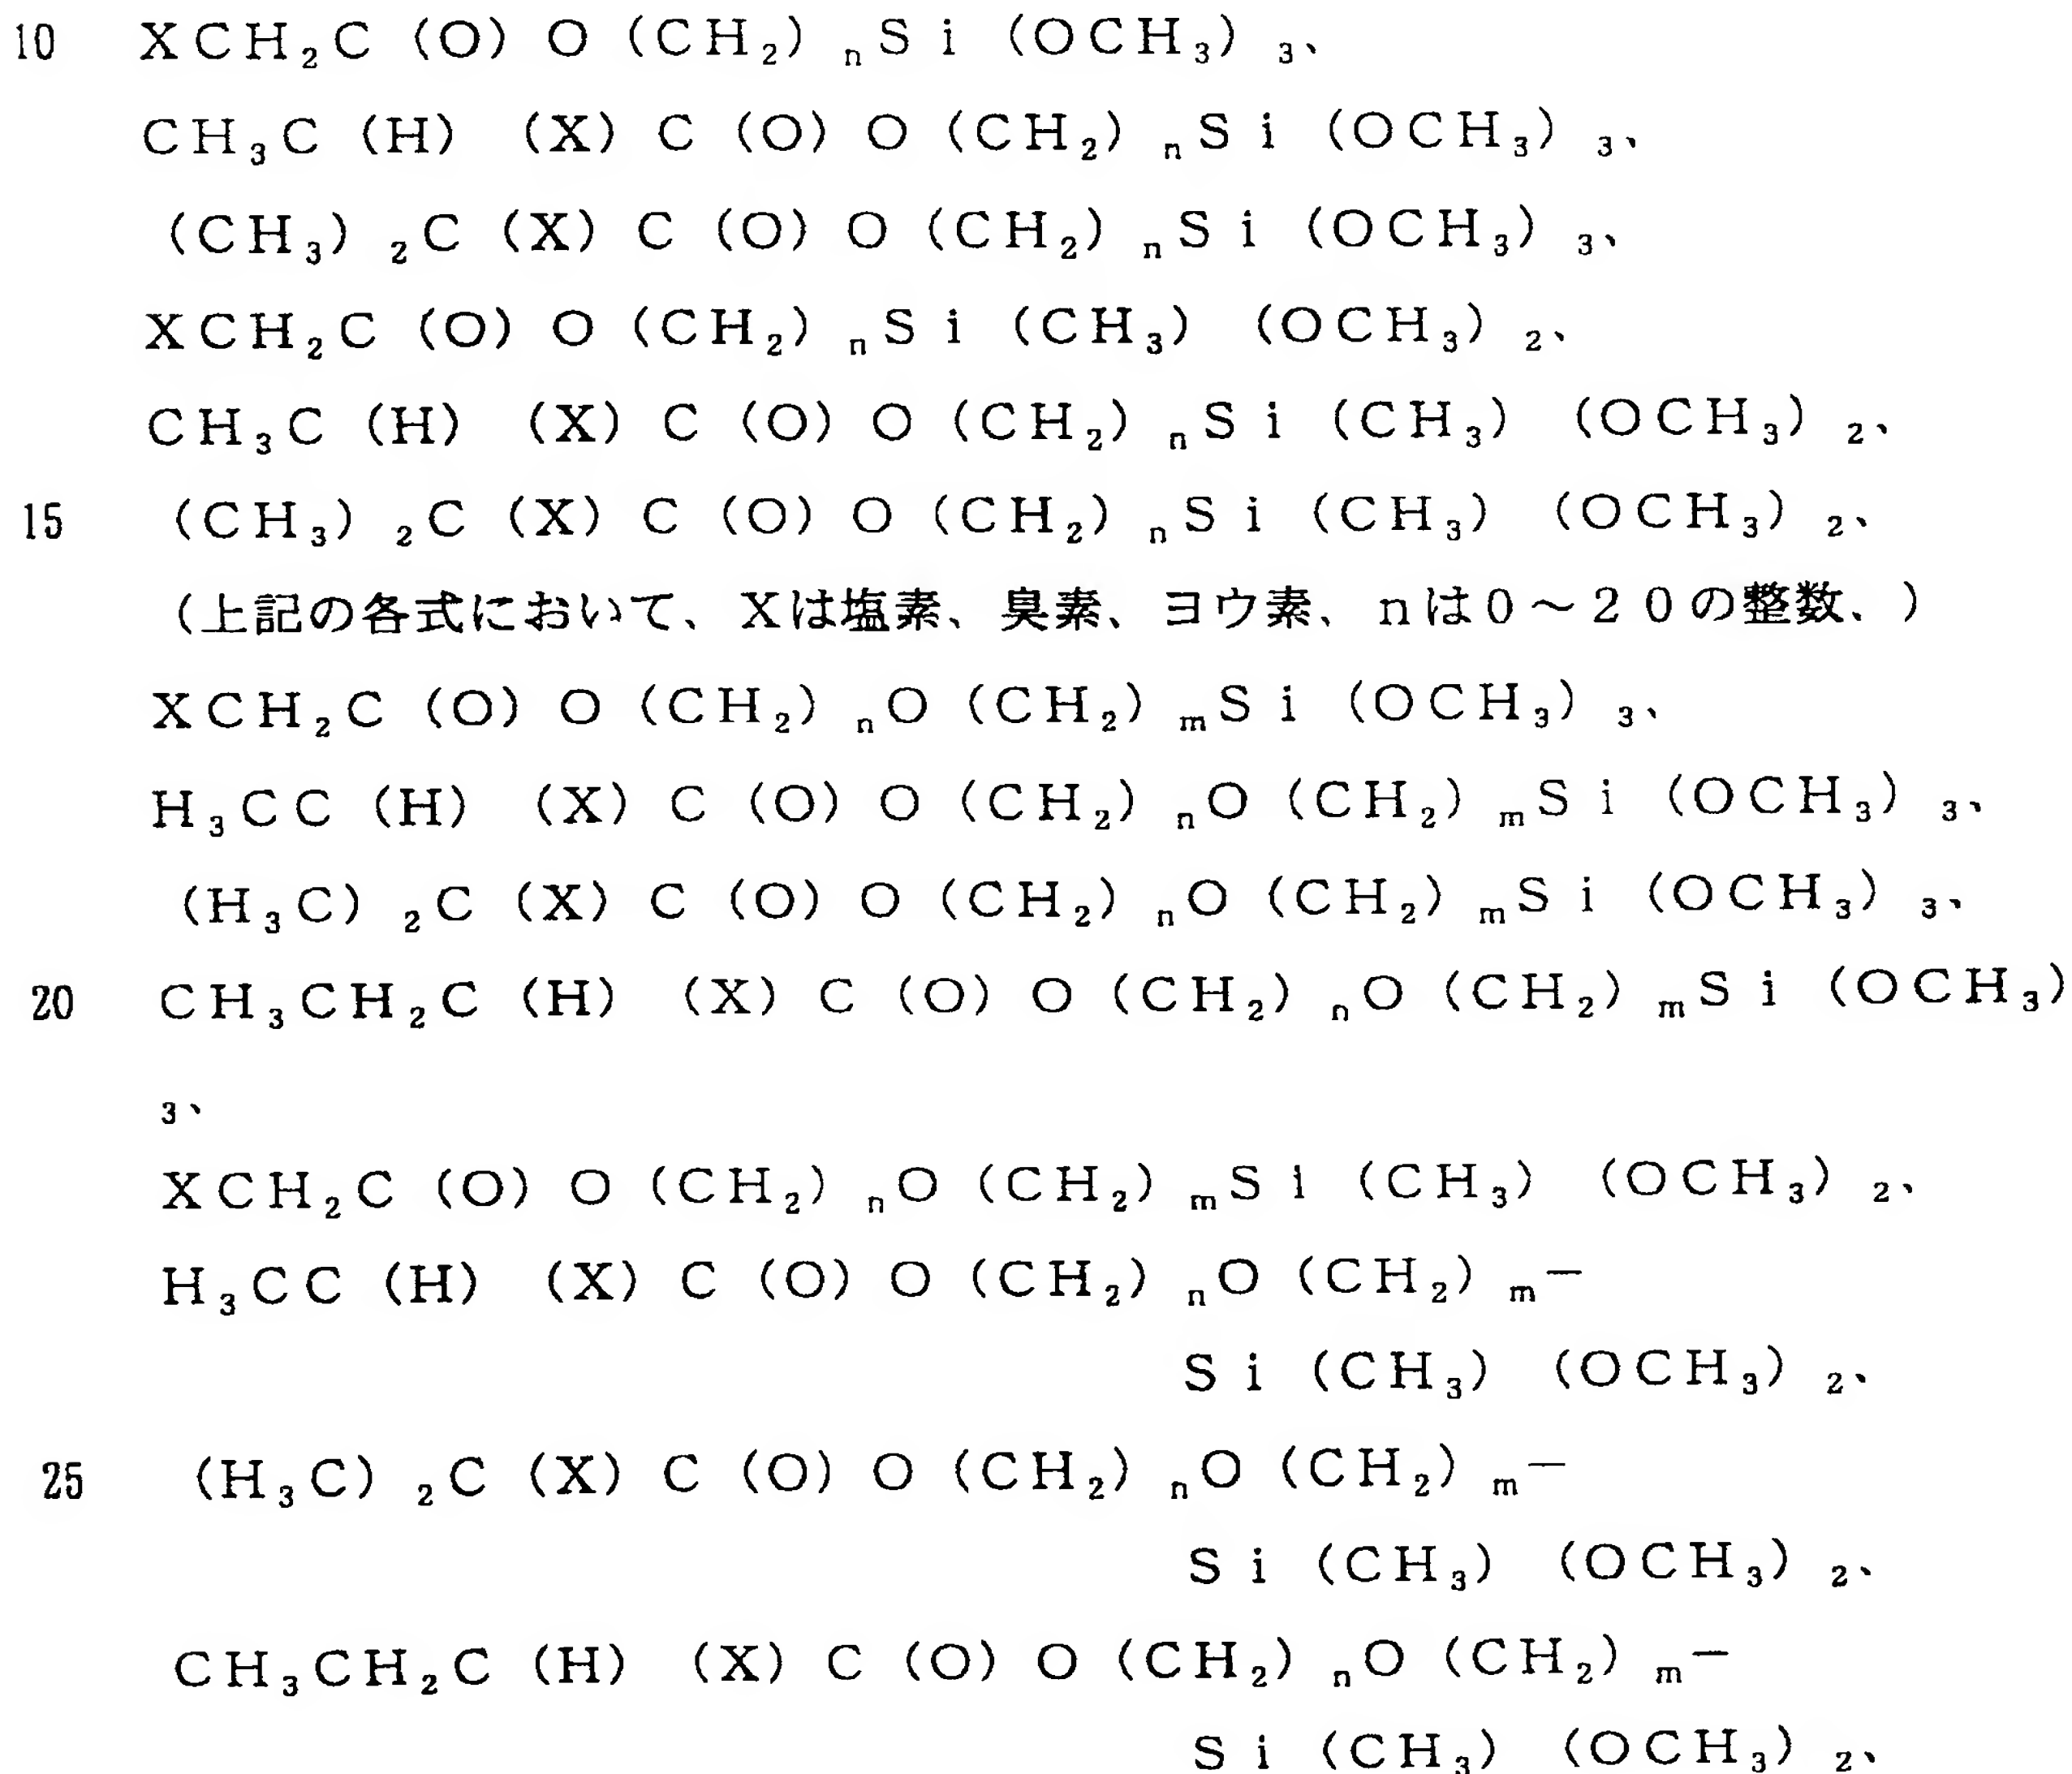 10 XCH₂C(O)O(CH₂)ₙSi(OCH₃)₃、
CH₃C(H)(X)C(O)O(CH₂)ₙSi(OCH₃)₃、
(CH₃)₂C(X)C(O)O(CH₂)ₙSi(OCH₃)₃、
XCH₂C(O)O(CH₂)ₙSi(CH₃)(OCH₃)₂、
CH₃C(H)(X)C(O)O(CH₂)ₙSi(CH₃)(OCH₃)₂、
15 (CH₃)₂C(X)C(O)O(CH₂)ₙSi(CH₃)(OCH₃)₂、
(上記の各式において、Xは塩素、臭素、ヨウ素、nは0~20の整数、)
XCH₂C(O)O(CH₂)ₙO(CH₂)ₘSi(OCH₃)₃、
H₃CC(H)(X)C(O)O(CH₂)ₙO(CH₂)ₘSi(OCH₃)₃、
(H₃C)₂C(X)C(O)O(CH₂)ₙO(CH₂)ₘSi(OCH₃)₃、
20 CH₃CH₂C(H)(X)C(O)O(CH₂)ₙO(CH₂)ₘSi(OCH₃)
₃、
XCH₂C(O)O(CH₂)ₙO(CH₂)ₘSi(CH₃)(OCH₃)₂、
H₃CC(H)(X)C(O)O(CH₂)ₙO(CH₂)ₘ−
Si(CH₃)(OCH₃)₂、
25 (H₃C)₂C(X)C(O)O(CH₂)ₙO(CH₂)ₘ−
Si(CH₃)(OCH₃)₂、
CH₃CH₂C(H)(X)C(O)O(CH₂)ₙO(CH₂)ₘ−
Si(CH₃)(OCH₃)₂、